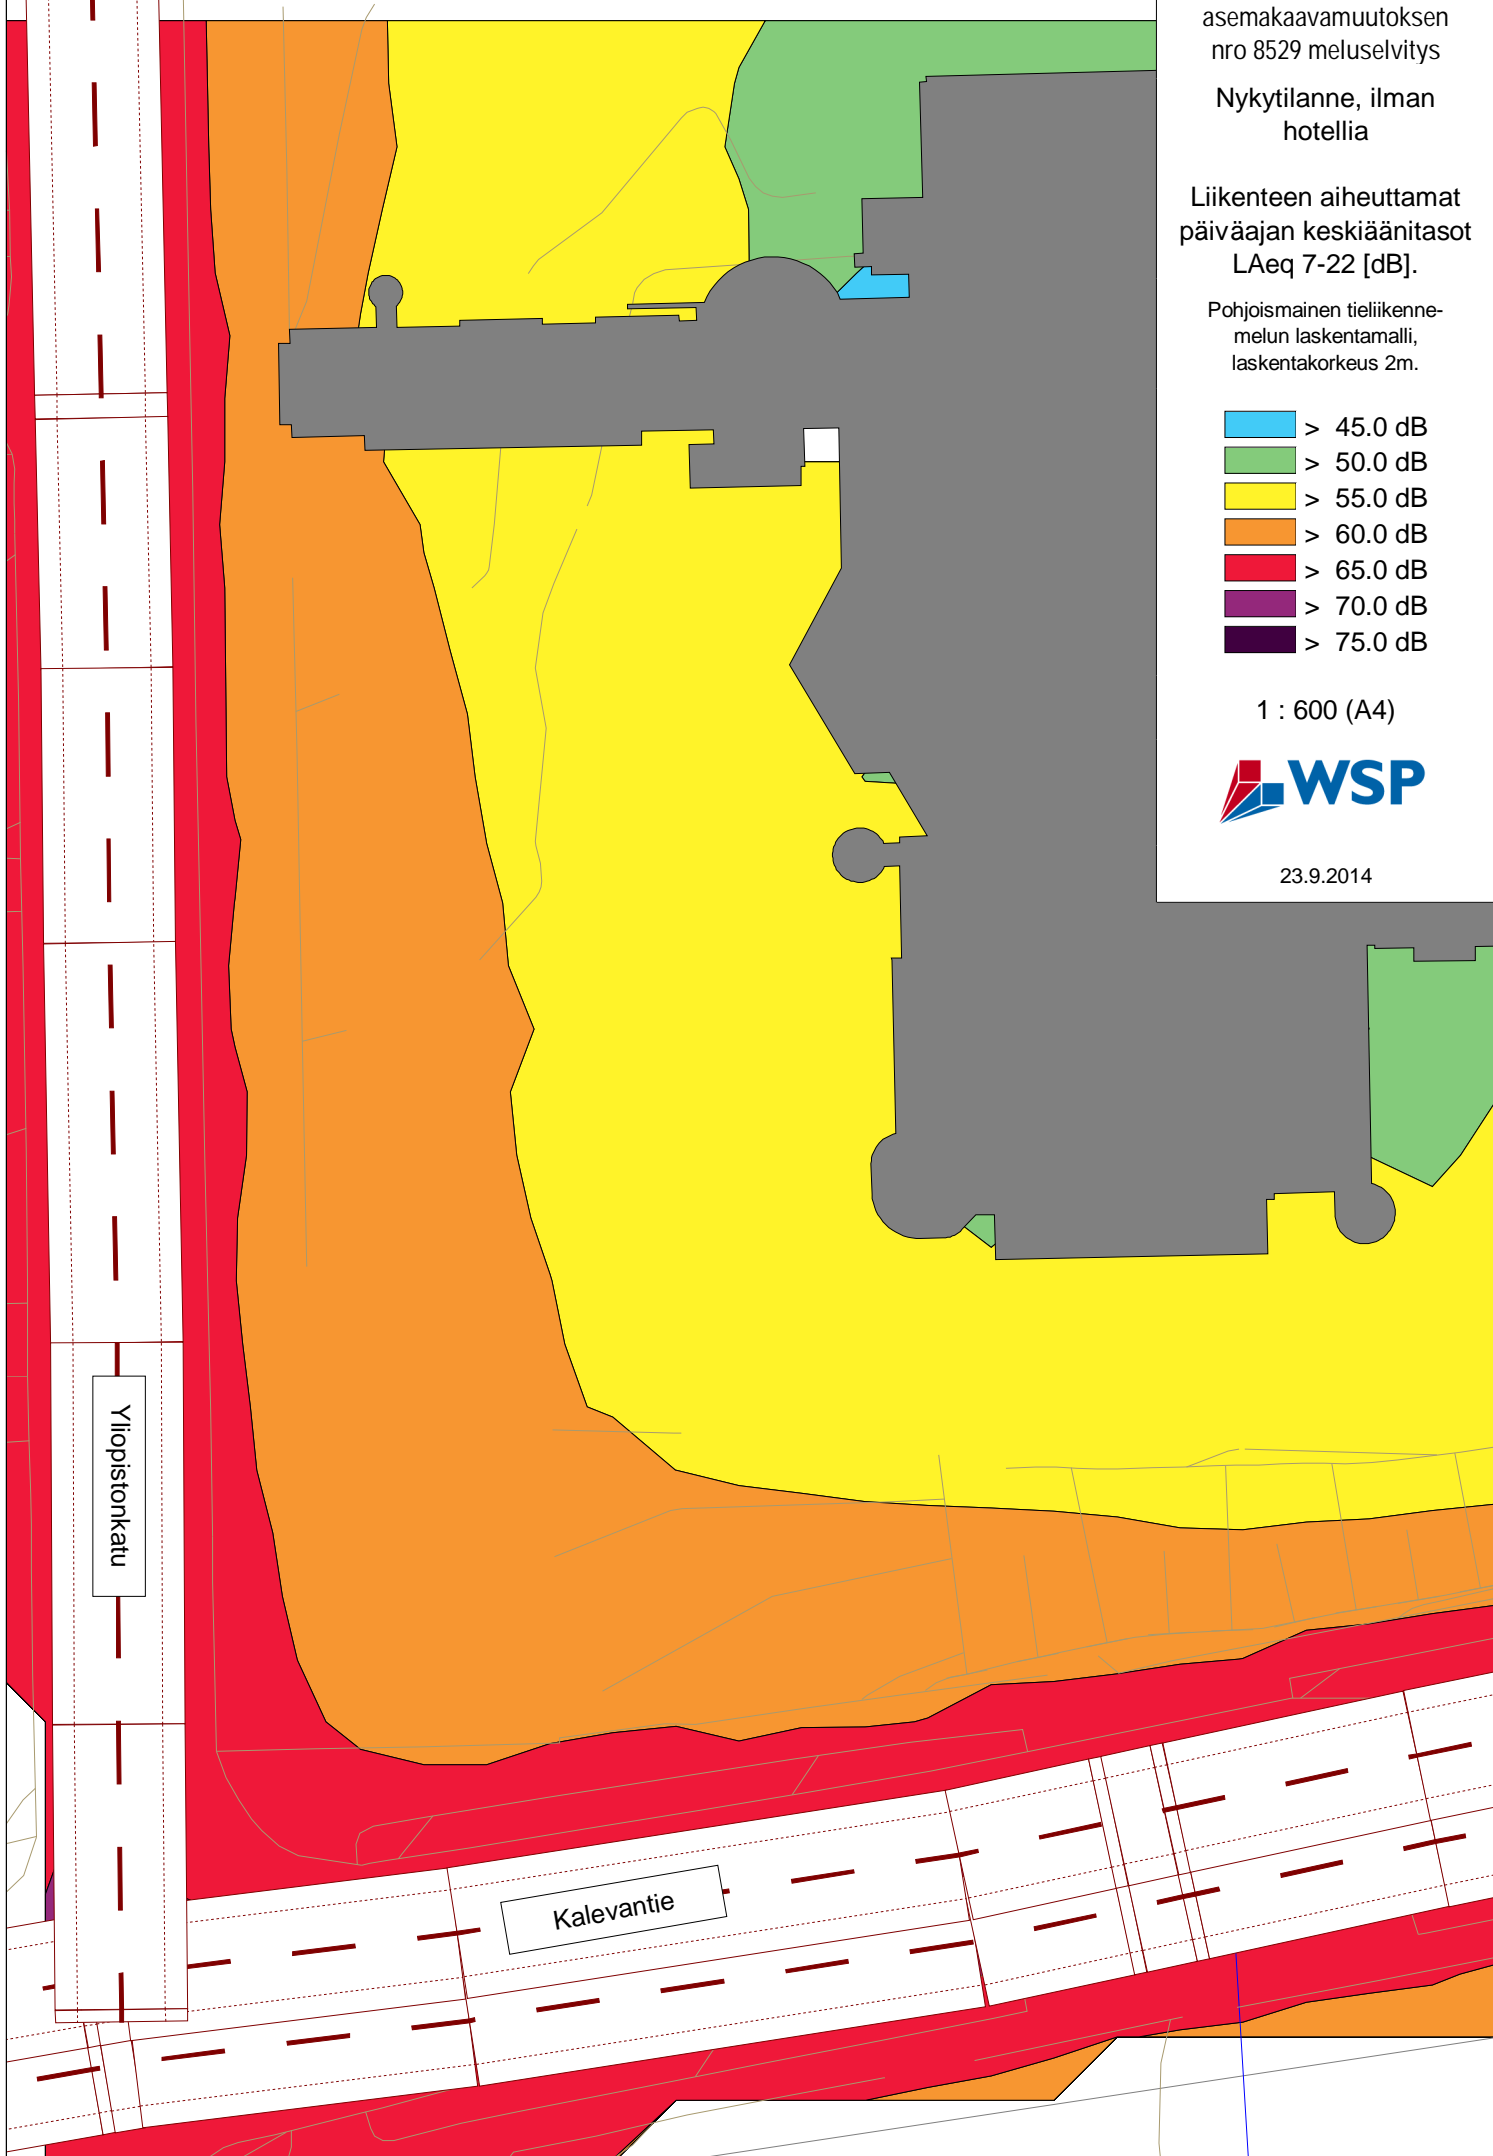 asemakaavamuutoksen
nro 8529 meluselvitys
Nykytilanne, ilman
hotellia
Liikenteen aiheuttamat
päiväajan keskiäänitasot
LAeq 7-22 [dB].
Pohjoismainen tieliikenne-
melun laskentamalli,
laskentakorkeus 2m.
> 45.0 dB
> 50.0 dB
> 55.0 dB
> 60.0 dB
> 65.0 dB
> 70.0 dB
> 75.0 dB
1 : 600 (A4)
WSP
23.9.2014
Yliopistonkatu
Kalevantie